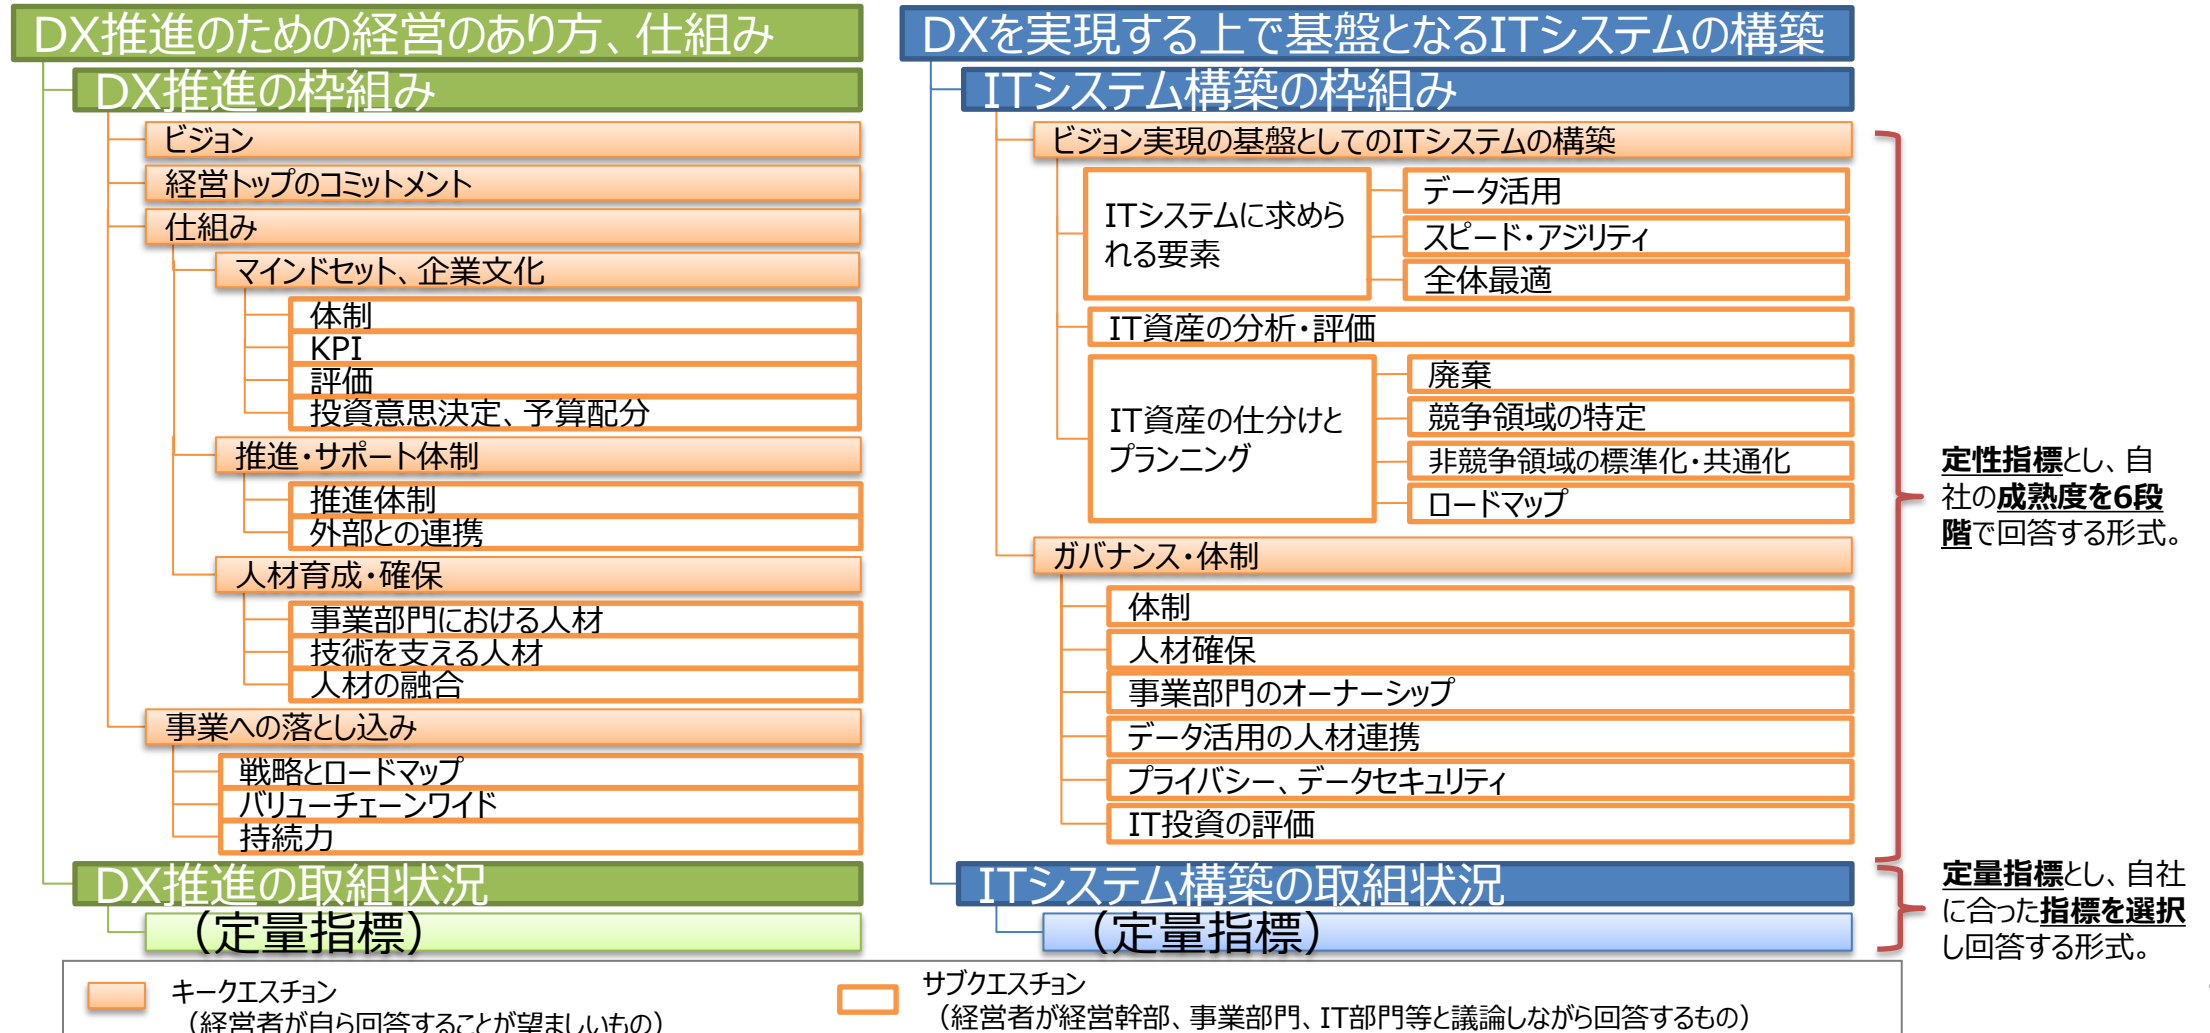 DX推進のための経営のあり方、仕組み
DX推進の枠組み
ビジョン
経営トップのコミットメント
仕組み
マインドセット、企業文化
体制
KPI
評価
投資意思決定、予算配分
推進・サポート体制
推進体制
外部との連携
人材育成・確保
事業部門における人材
技術を支える人材
人材の融合
事業への落とし込み
戦略とロードマップ
バリューチェーンワイド
持続力
DX推進の取組状況
（定量指標）
DXを実現する上で基盤となるITシステムの構築
ITシステム構築の枠組み
ビジョン実現の基盤としてのITシステムの構築
ITシステムに求めら
れる要素
データ活用
スピード・アジリティ
全体最適
IT資産の分析・評価
IT資産の仕分けと
プランニング
廃棄
競争領域の特定
非競争領域の標準化・共通化
ロードマップ
ガバナンス・体制
体制
人材確保
事業部門のオーナーシップ
データ活用の人材連携
プライバシー、データセキュリティ
IT投資の評価
ITシステム構築の取組状況
（定量指標）
定性指標とし、自
社の成熟度を6段
階で回答する形式。
定量指標とし、自社
に合った指標を選択
し回答する形式。
キークエスチョン
（経営者が自ら回答することが望ましいもの）
サブクエスチョン
（経営者が経営幹部、事業部門、IT部門等と議論しながら回答するもの）